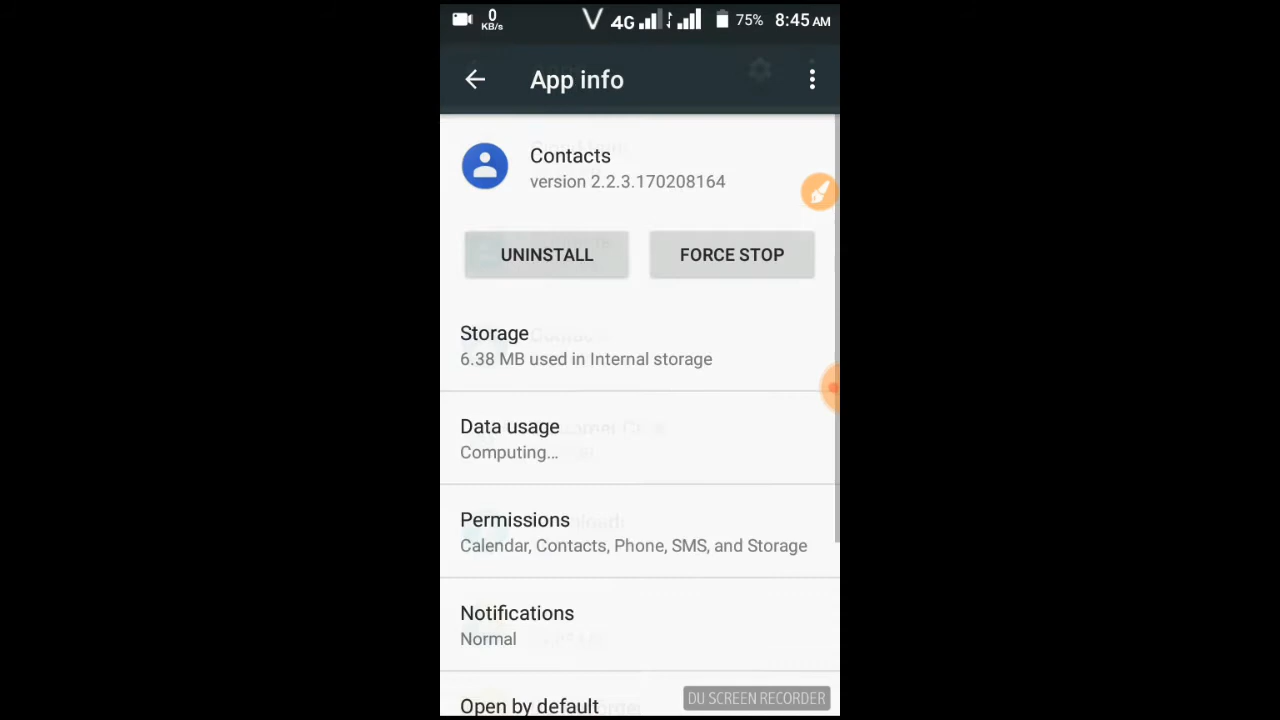 0
KB/s
4G
75%
8:45 AM
App info
Contacts
version 2.2.3.170208164
UNINSTALL
FORCE STOP
Storage
6.38 MB used in Internal storage
Data usage
Computing...
Permissions
Calendar, Contacts, Phone, SMS, and Storage
Notifications
Normal
Open by default
DU SCREEN RECORDER